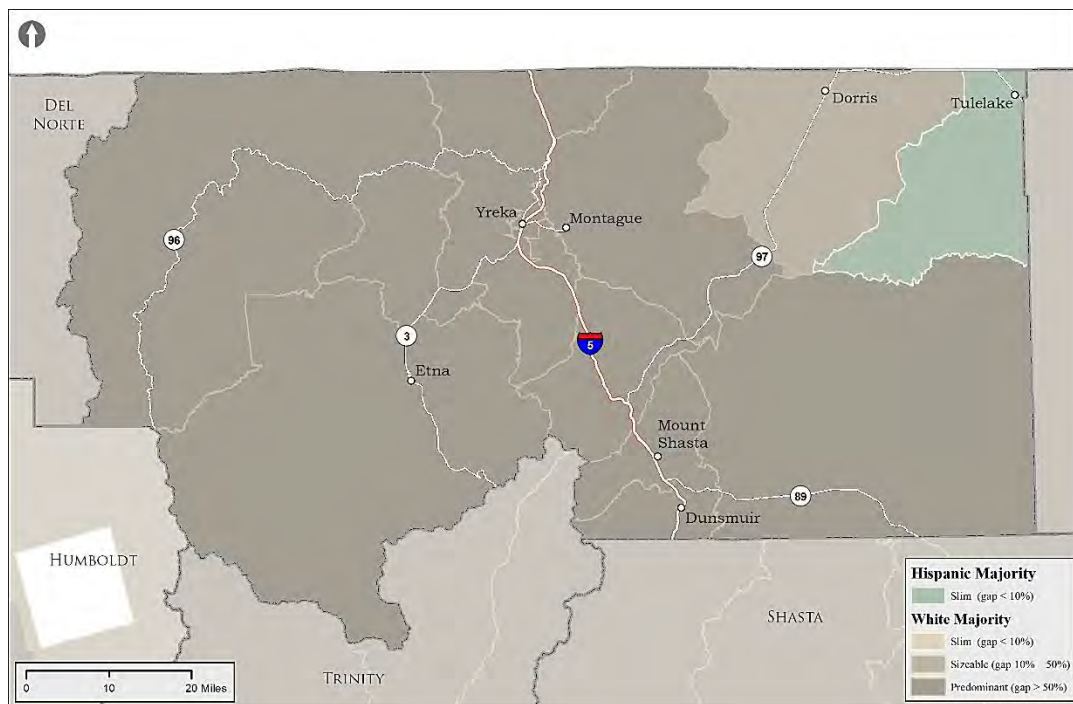 DEL
NORTE
Dorris
Tulelake
Yreka
Montague
96
97
3
5
Etna
Mount
Shasta
89
Dunsmuir
HUMBOLDT
SHASTA
TRINITY
Hispanic Majority
Slim (gap < 10%)
White Majority
Slim (gap < 10%)
Sizeable (gap 10% 50%)
Predominant (gap > 50%)
0 10 20 Miles